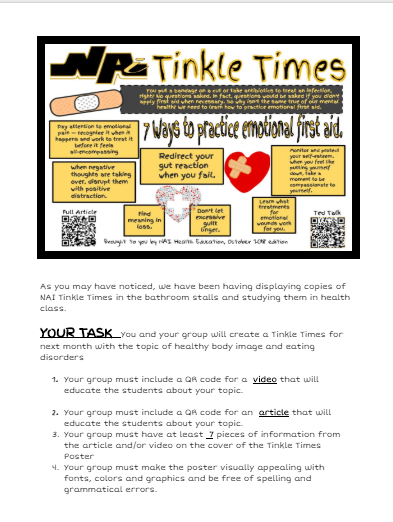 NAI Tinkle Times
You put a bandage on a cut or take antibiotics to treat an infection,
right? No questions asked. In fact, questions would be asked if you didn't
apply first aid when necessary. So why isn't the same true of our mental
health? We need to learn how to practice emotional first aid.
7 Ways to practice emotional first aid.
Pay attention to emotional
pain – recognize it when it
happens and work to treat it
before it feels
all-encompassing
Redirect your
gut reaction
when you fail.
Monitor and protect
your self-esteem.
When you feel like
putting yourself
down, take a
moment to be
compassionate to
yourself.
When negative
thoughts are taking
over, disrupt them
with positive
distraction.
Find
meaning in
loss.
Don't let
excessive
guilt
linger.
Learn what
treatments
for
emotional
wounds work
for you.
Full Article
Ted Talk
Brought to you by NAI Health Education, October 2018 edition
As you may have noticed, we have been having displaying copies of
NAI Tinkle Times in the bathroom stalls and studying them in health
class.
YOUR TASK You and your group will create a Tinkle Times for
next month with the topic of healthy body image and eating
disorders
1. Your group must include a QR code for a video that will
educate the students about your topic.
2. Your group must include a QR code for an article that will
educate the students about your topic.
3. Your group must have at least 7 pieces of information from
the article and/or video on the cover of the Tinkle Times
Poster
4. Your group must make the poster visually appealing with
fonts, colors and graphics and be free of spelling and
grammatical errors.